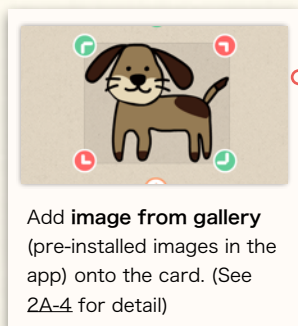 Add image from gallery
(pre-installed images in the
app) onto the card. (See
2A-4 for detail)